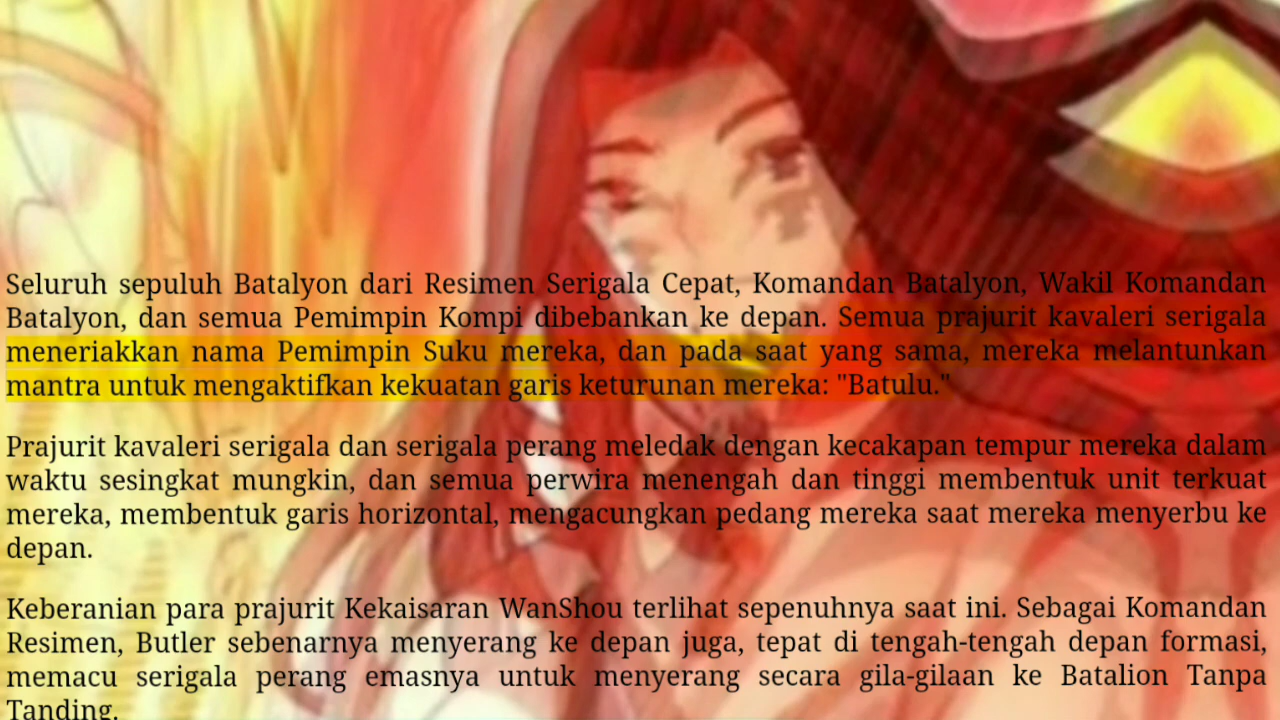 Seluruh sepuluh Batalyon dari Resimen Serigala Cepat, Komandan Batalyon, Wakil Komandan
Batalyon, dan semua Pemimpin Kompi dibebankan ke depan. Semua prajurit kavaleri serigala
meneriakkan nama Pemimpin Suku mereka, dan pada saat yang sama, mereka melantunkan
mantra untuk mengaktifkan kekuatan garis keturunan mereka: "Batulu."
Prajurit kavaleri serigala dan serigala perang meledak dengan kecakapan tempur mereka dalam
waktu sesingkat mungkin, dan semua perwira menengah dan tinggi membentuk unit terkuat
mereka, membentuk garis horizontal, mengacungkan pedang mereka saat mereka menyerbu ke
depan.
Keberanian para prajurit Kekaisaran WanShou terlihat sepenuhnya saat ini. Sebagai Komandan
Resimen, Butler sebenarnya menyerang ke depan juga, tepat di tengah-tengah depan formasi,
memacu serigala perang emasnya untuk menyerang secara gila-gilaan ke Batalion Tanpa
Tanding.